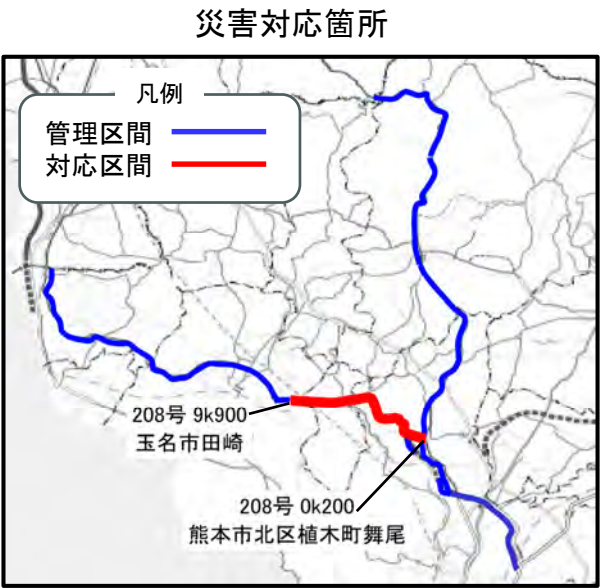 災害対応箇所
凡例
管理区間
対応区間
208号 9k900
玉名市田崎
208号 0k200
熊本市北区植木町舞尾